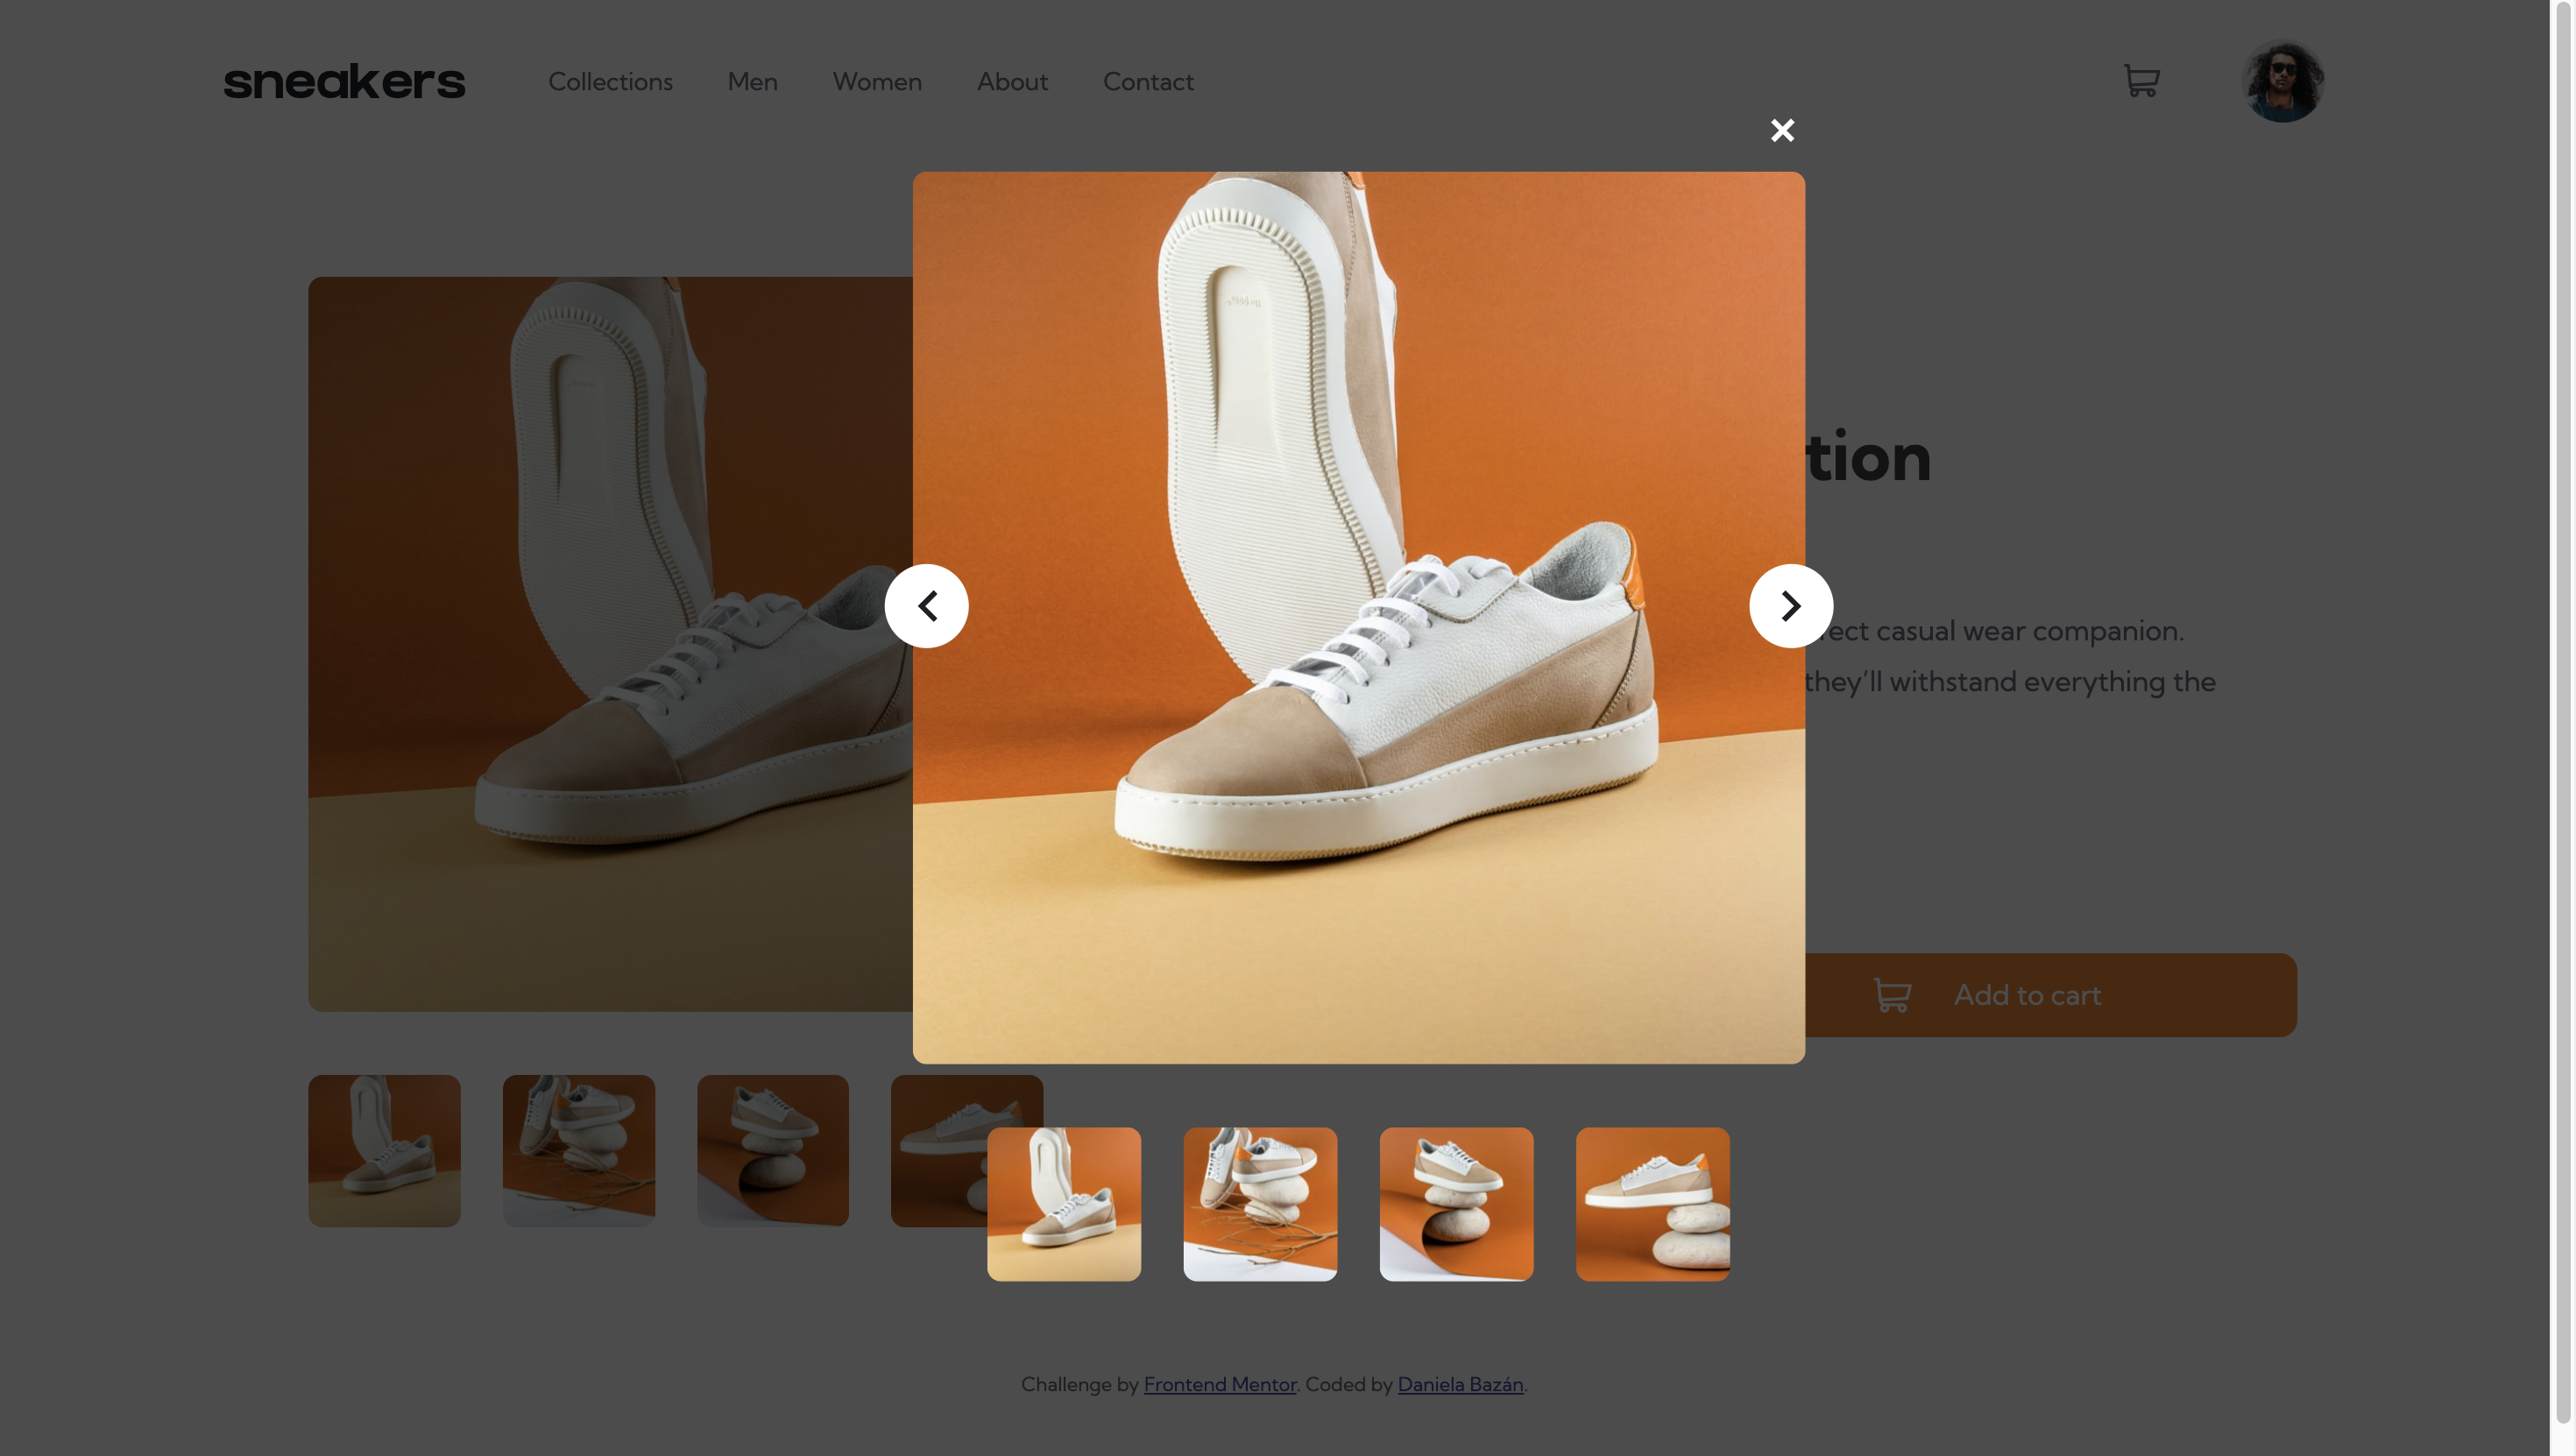 sneakers
Collections
Men
Women
About
Contact
tion
rect casual wear companion.
they’ll withstand everything the
Add to cart
Challenge by Frontend Mentor. Coded by Daniela Bazán.